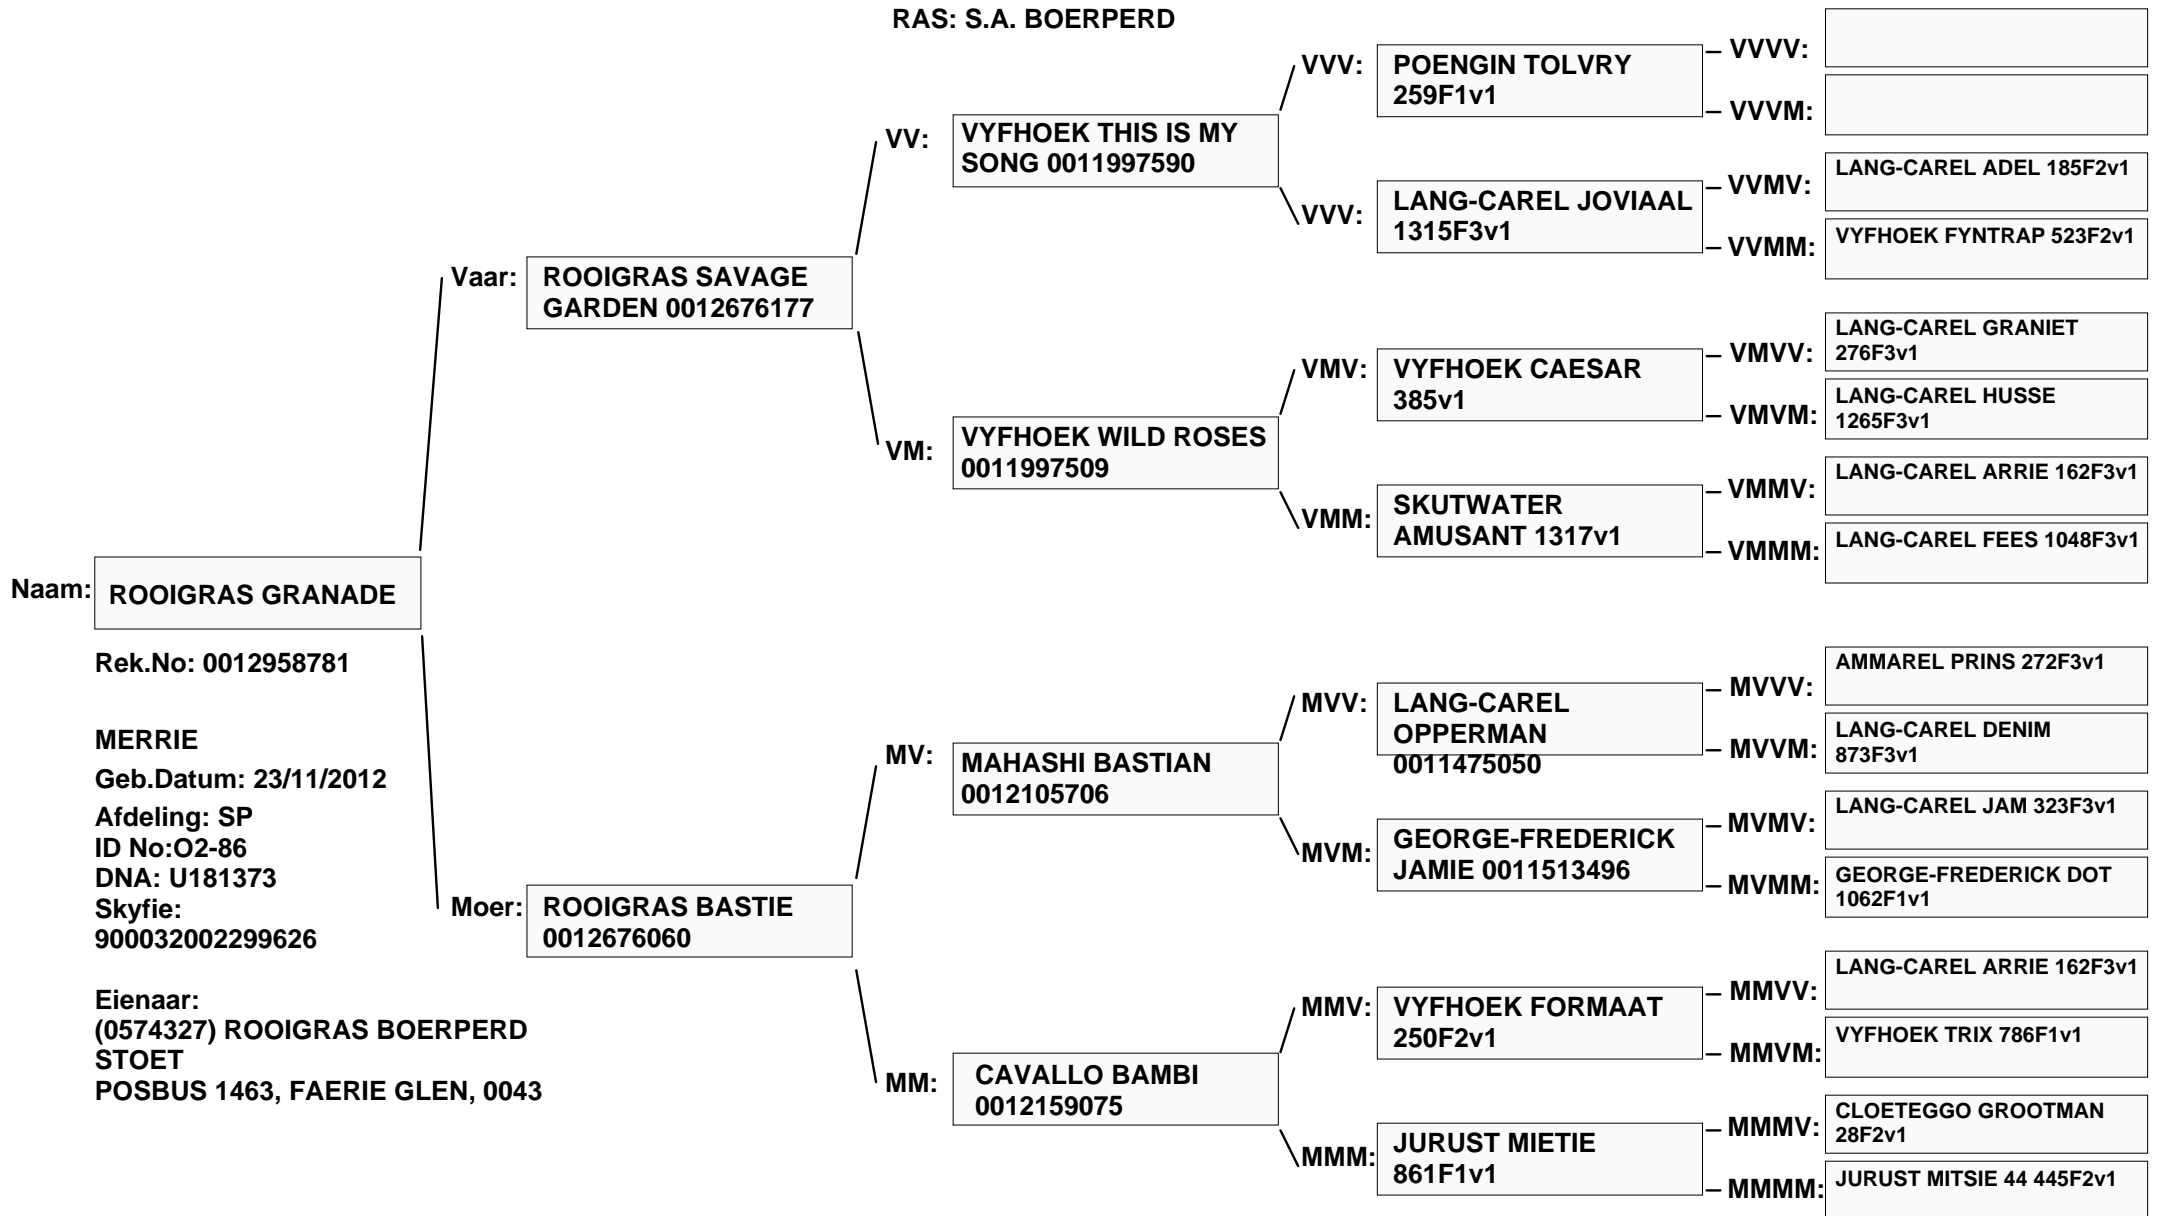 RAS: S.A. BOERPERD
Naam:
ROOIGRAS GRANADE
Rek.No: 0012958781
MERRIE
Geb.Datum: 23/11/2012
Afdeling: SP
ID No:O2-86
DNA: U181373
Skyfie:
900032002299626
Eienaar:
(0574327) ROOIGRAS BOERPERD
STOET
POSBUS 1463, FAERIE GLEN, 0043
Vaar:
ROOIGRAS SAVAGE
GARDEN 0012676177
Moer:
ROOIGRAS BASTIE
0012676060
VV:
VYFHOEK THIS IS MY
SONG 0011997590
VM:
VYFHOEK WILD ROSES
0011997509
MV:
MAHASHI BASTIAN
0012105706
MM:
CAVALLO BAMBI
0012159075
VVV:
POENGIN TOLVRY
259F1v1
VVV:
LANG-CAREL JOVIAAL
1315F3v1
VMV:
VYFHOEK CAESAR
385v1
VMM:
SKUTWATER
AMUSANT 1317v1
MVV:
LANG-CAREL
OPPERMAN
0011475050
MVM:
GEORGE-FREDERICK
JAMIE 0011513496
MMV:
VYFHOEK FORMAAT
250F2v1
MMM:
JURUST MIETIE
861F1v1
VVVV:
VVVM:
VVMV:
LANG-CAREL ADEL 185F2v1
VVMM:
VYFHOEK FYNTRAP 523F2v1
VMVV:
LANG-CAREL GRANIET
276F3v1
VMVM:
LANG-CAREL HUSSE
1265F3v1
VMMV:
LANG-CAREL ARRIE 162F3v1
VMMM:
LANG-CAREL FEES 1048F3v1
MVVV:
AMMAREL PRINS 272F3v1
MVVM:
LANG-CAREL DENIM
873F3v1
MVMV:
LANG-CAREL JAM 323F3v1
MVMM:
GEORGE-FREDERICK DOT
1062F1v1
MMVV:
LANG-CAREL ARRIE 162F3v1
MMVM:
VYFHOEK TRIX 786F1v1
MMMV:
CLOETEGGO GROOTMAN
28F2v1
MMMM:
JURUST MITSIE 44 445F2v1